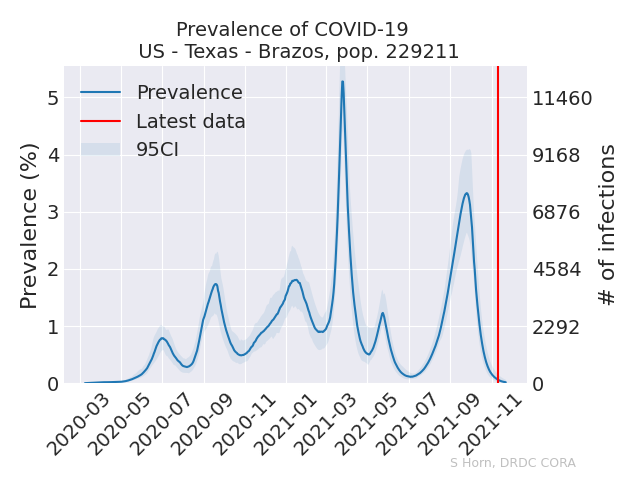 Prevalence of COVID-19
US - Texas - Brazos, pop. 229211
Prevalence
Latest data
95CI
Prevalence (%)
5
4
3
2
1
0
11460
9168
6876
4584
2292
0
# of infections
2020-03
2020-05
2020-07
2020-09
2020-11
2021-01
2021-03
2021-05
2021-07
2021-09
2021-11
S Horn, DRDC CORA